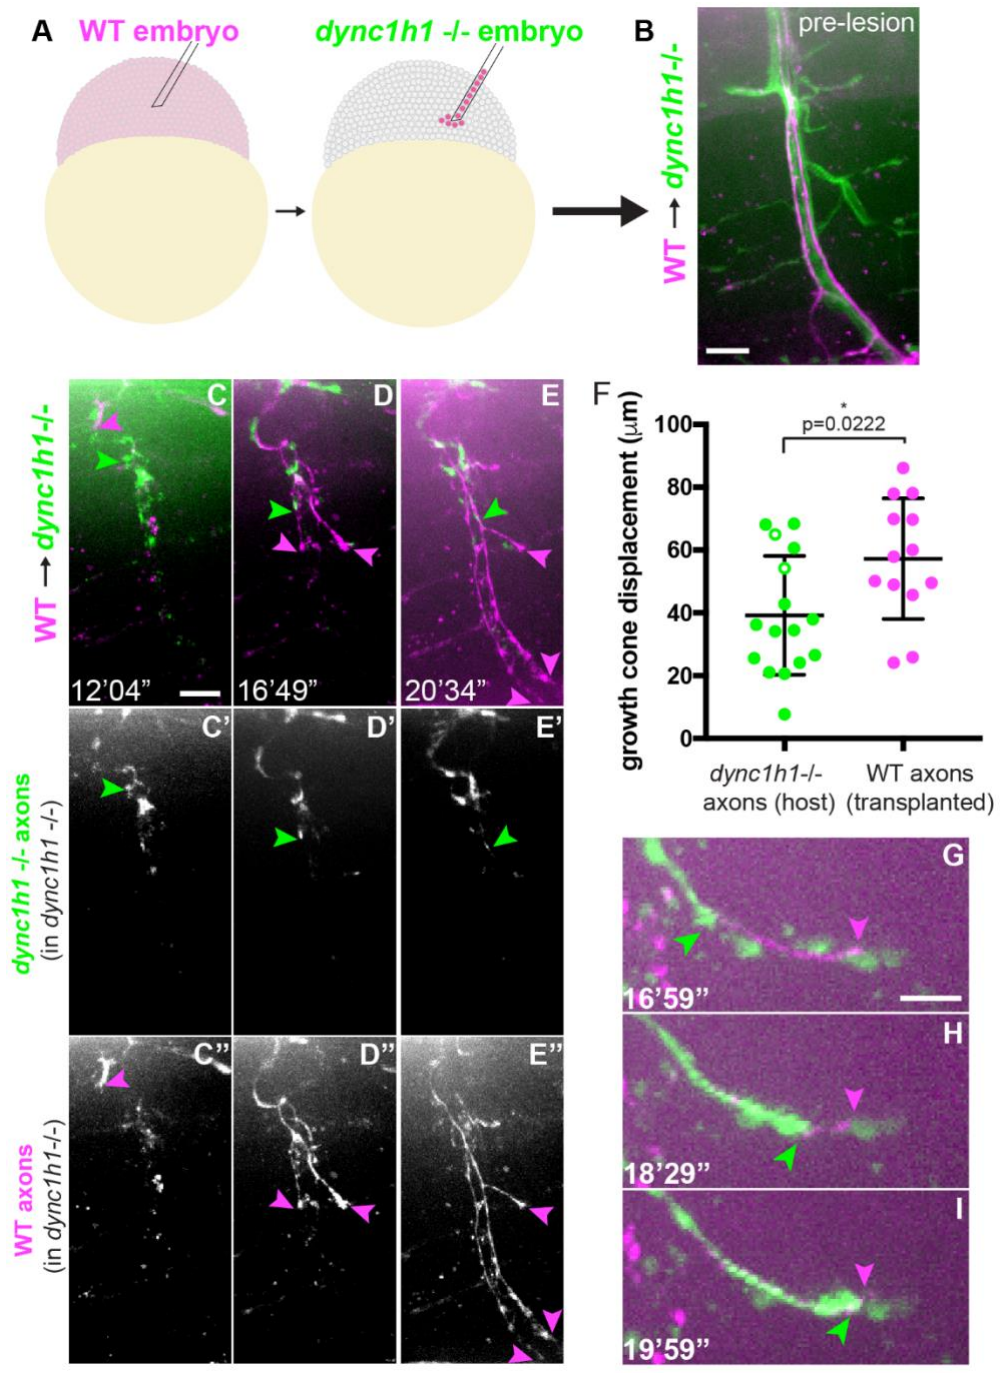 A
WT embryo
dync1h1 -/- embryo
B
pre-lesion
WT → dync1h1-/-
C
D
E
WT → dync1h1-/-
12’04”
16’49”
20’34”
C’
D’
E’
dync1h1 -/- axons
(in dync1h1 -/-)
C”
D”
E”
WT axons
(in dync1h1-/-)
F
*
p=0.0222
growth cone displacement (μm)
100
80
60
40
20
0
dync1h1-/-
axons (host)
WT axons
(transplanted)
G
16’59”
H
18’29”
I
19’59”